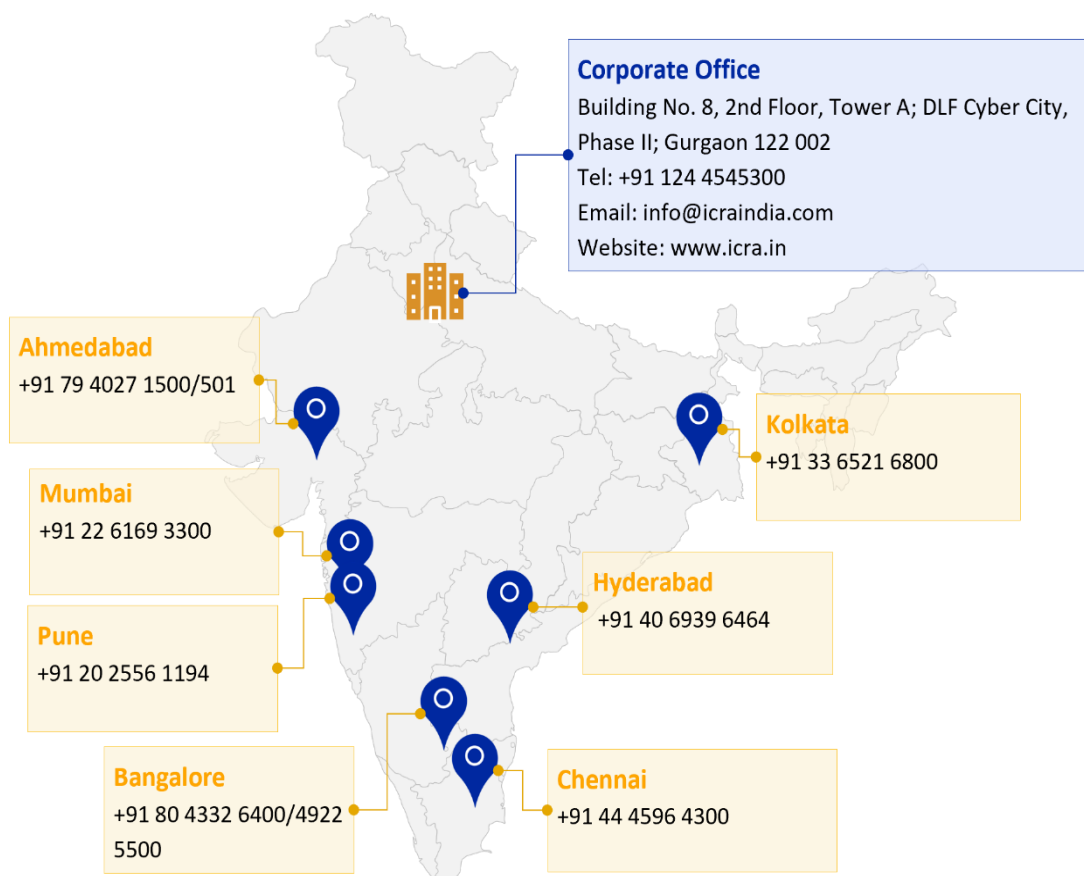 Corporate Office
Building No. 8, 2nd Floor, Tower A; DLF Cyber City,
Phase II; Gurgaon 122 002
Tel: +91 124 4545300
Email: info@icraindia.com
Website: www.icra.in
Ahmedabad
+91 79 4027 1500/501
Kolkata
+91 33 6521 6800
Mumbai
+91 22 6169 3300
Hyderabad
+91 40 6939 6464
Pune
+91 20 2556 1194
Bangalore
+91 80 4332 6400/4922
5500
Chennai
+91 44 4596 4300